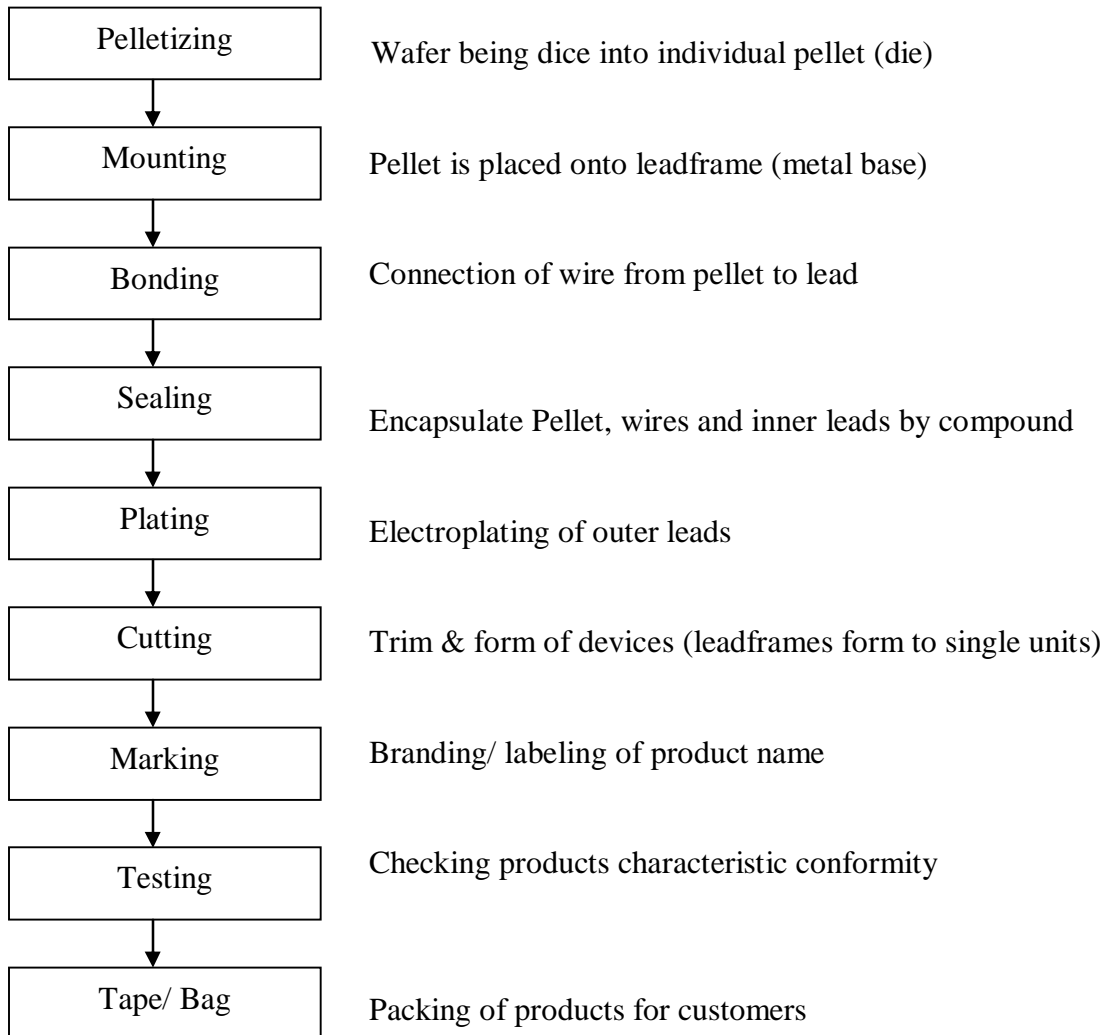 Pelletizing
Wafer being dice into individual pellet (die)
Mounting
Pellet is placed onto leadframe (metal base)
Bonding
Connection of wire from pellet to lead
Sealing
Encapsulate Pellet, wires and inner leads by compound
Plating
Electroplating of outer leads
Cutting
Trim & form of devices (leadframes form to single units)
Marking
Branding/ labeling of product name
Testing
Checking products characteristic conformity
Tape/ Bag
Packing of products for customers